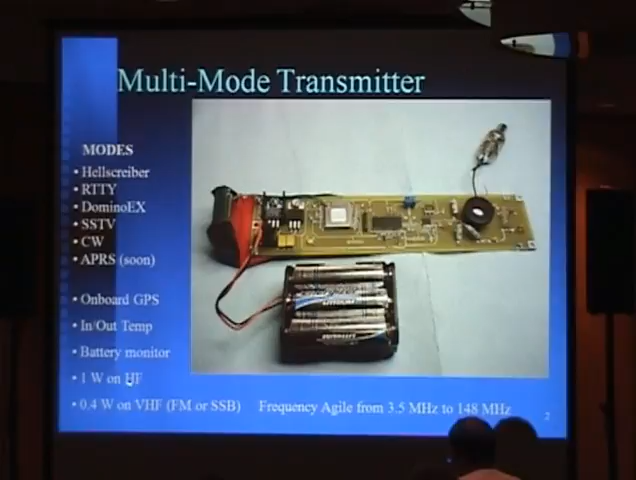 Multi-Mode Transmitter
MODES
• Hellscreiber
• RTTY
• DominoEX
• SSTV
• CW
• APRS (soon)
• Onboard GPS
• In/Out Temp
• Battery monitor
• 1 W on HF
• 0.4 W on VHF (FM or SSB) Frequency Agile from 3.5 MHz to 148 MHz
2